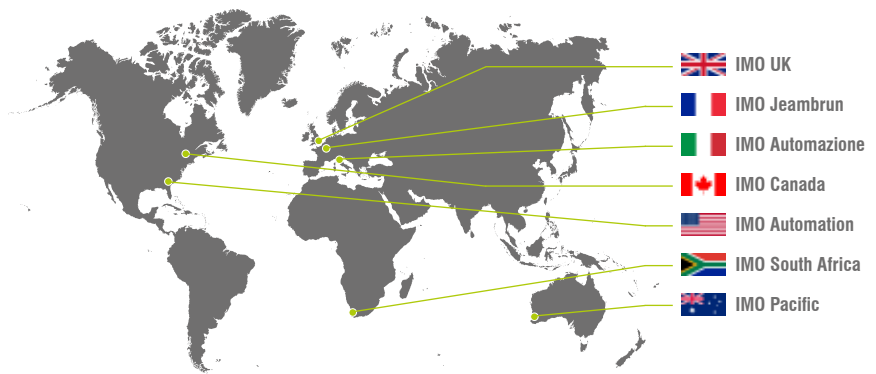 IMO UK
IMO Jeambrun
IMO Automazione
IMO Canada
IMO Automation
IMO South Africa
IMO Pacific